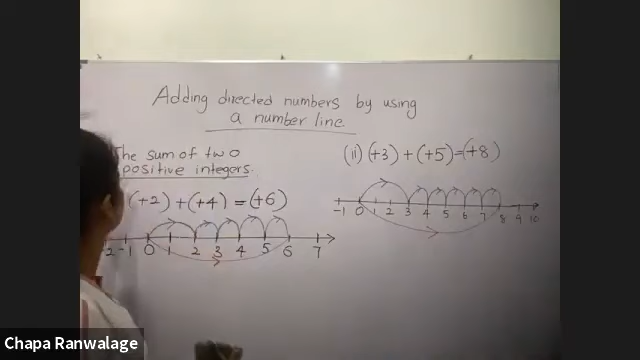 Adding directed numbers by using
a number line.
The sum of two
positive integers.
(+2) + (+4) = (+6)
-2 -1 0 1 2 3 4 5 6 7
(ii) (+3) + (+5) = (+8)
-1 0 1 2 3 4 5 6 7 8 9 10
Chapa Ranwalage